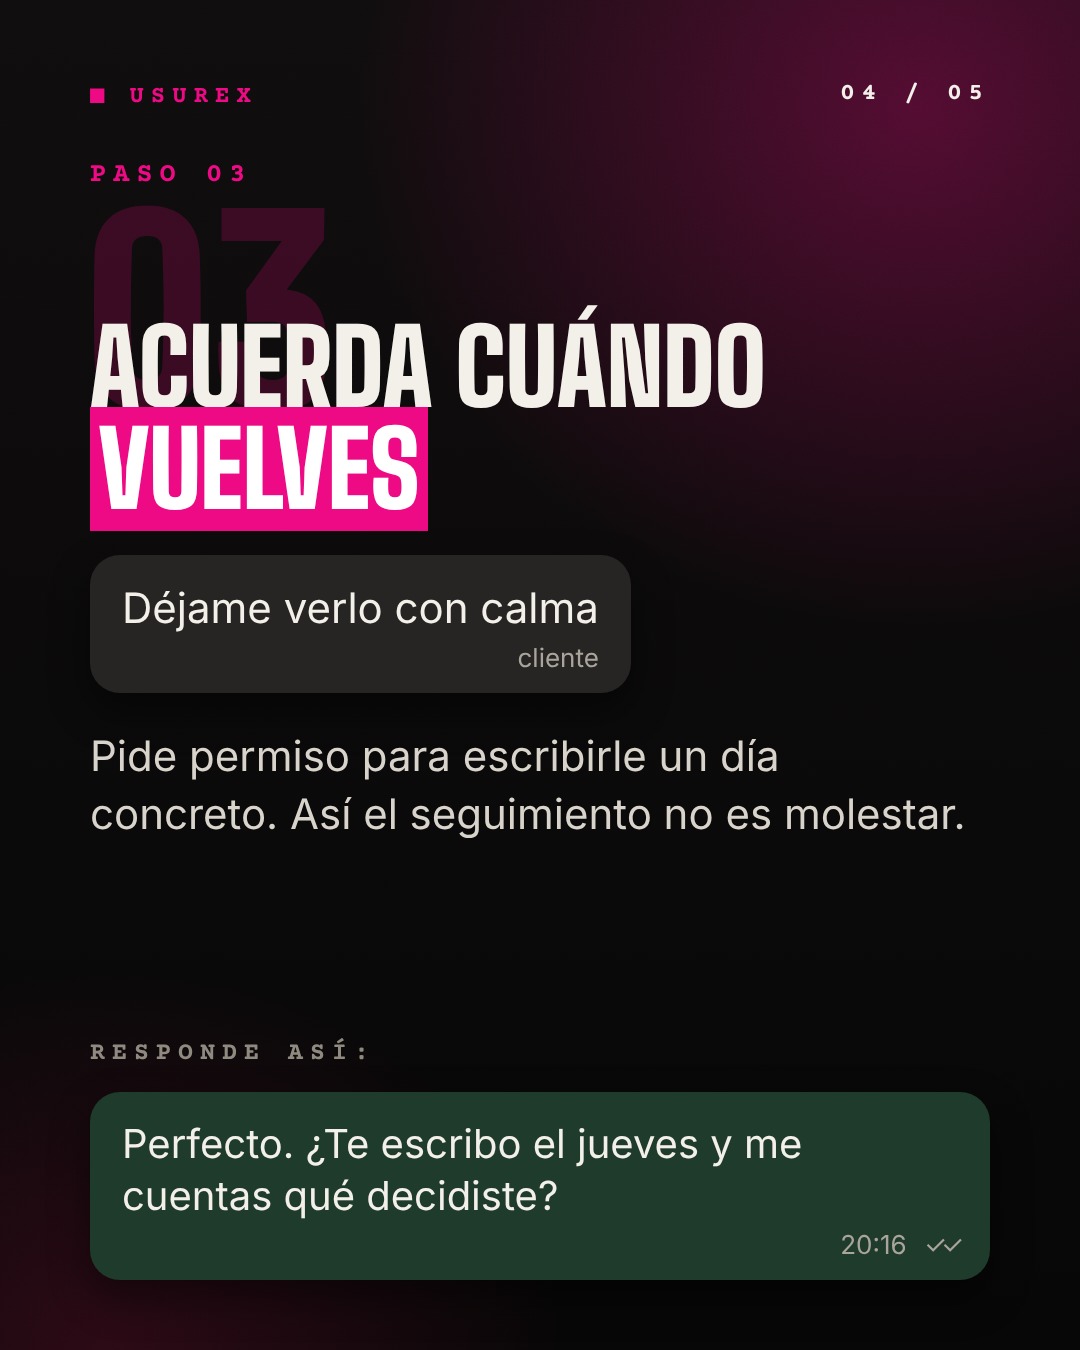 USUREX
04 / 05
PASO 03
03
ACUERDA CUÁNDO
VUELVES
Déjame verlo con calma
cliente
Pide permiso para escribirle un día
concreto. Así el seguimiento no es molestar.
RESPONDE ASÍ:
Perfecto. ¿Te escribo el jueves y me
cuentas qué decidiste?
20:16